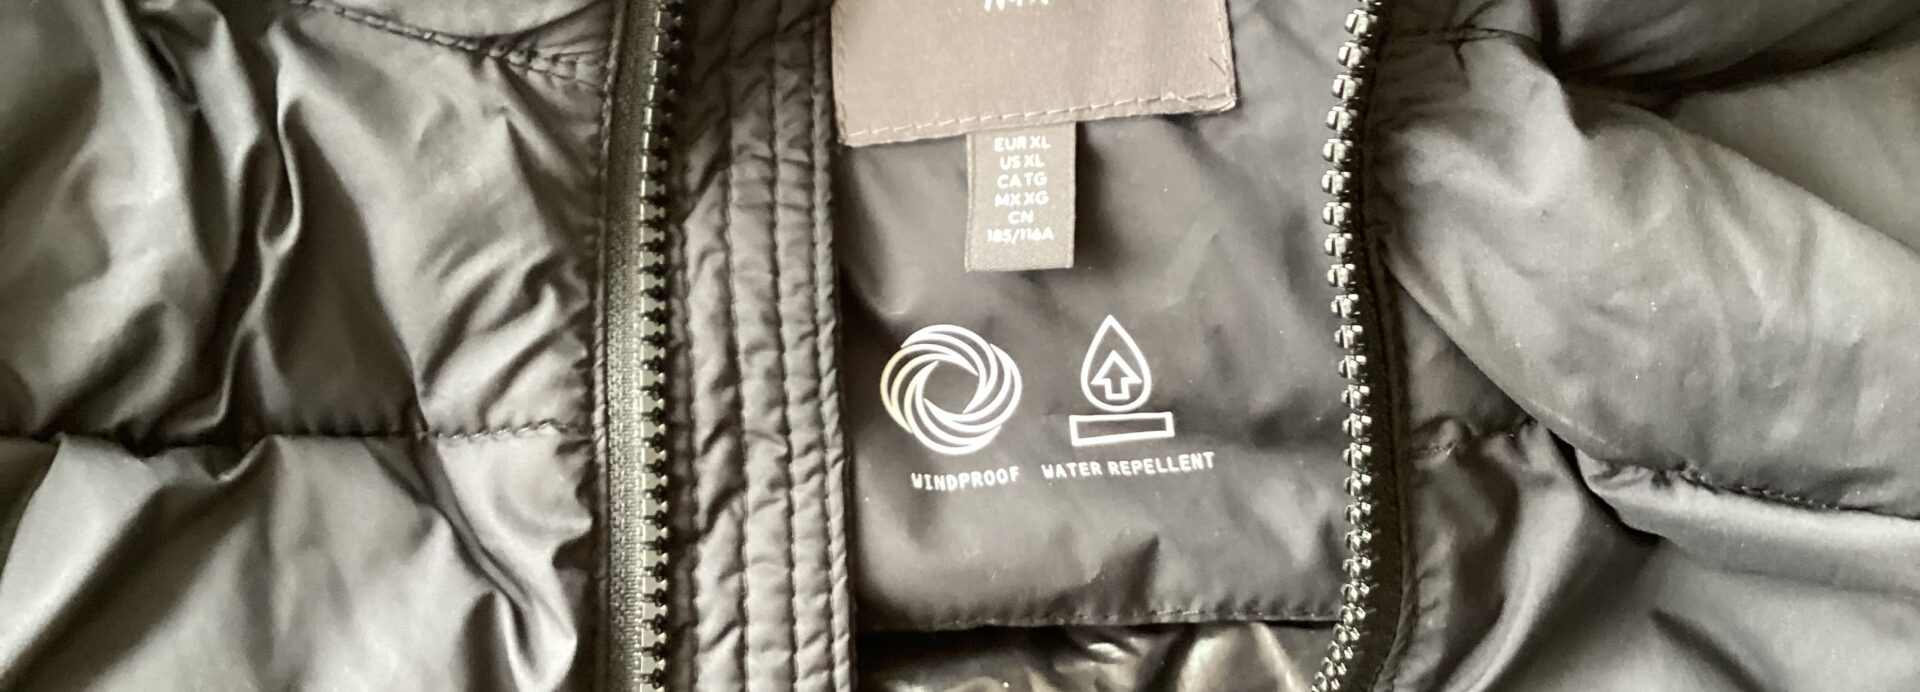 EUR XL
US XL
CA TG
MX XG
CN
185/116A
WINDPROOF WATER REPELLENT